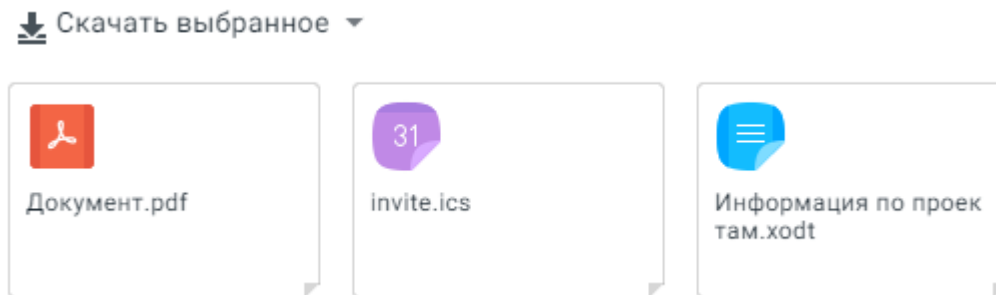 Скачать выбранное
31
Документ.pdf
invite.ics
Информация по проек
там.xodt